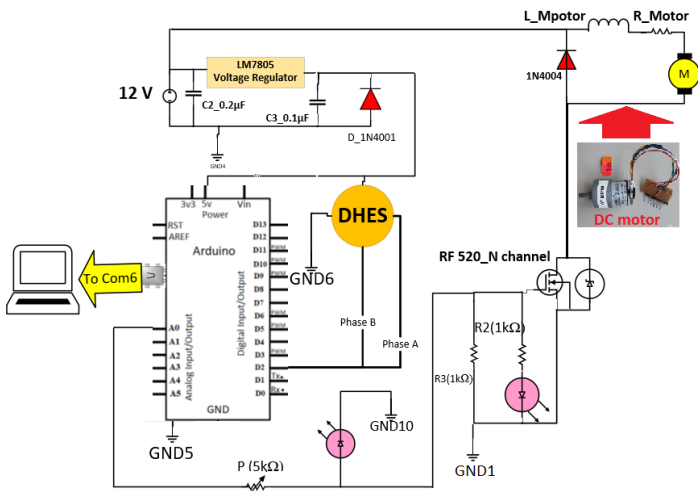 L_Mpotor
R_Motor
LM7805
Voltage Regulator
1N4004
M
12 V
C2_0.2µF
C3_0.1µF
D_1N4001
GND4
DC motor
3v3
5v
Vin
Power
RST
AREF
Arduino
D13
D12
PWM
D11
PWM
D10
PWM
D9
D8
D7
PWM
D6
PWM
D5
D4
PWM
D3
D2
Tx
D1
Rx
D0
Digital Input/Output
Analog Input/Output
A0
A1
A2
A3
A4
A5
GND
DHES
GND6
RF 520_N channel
To Com6
Phase B
Phase A
R2(1kΩ)
R3(1kΩ)
GND10
GND5
GND1
P (5kΩ)